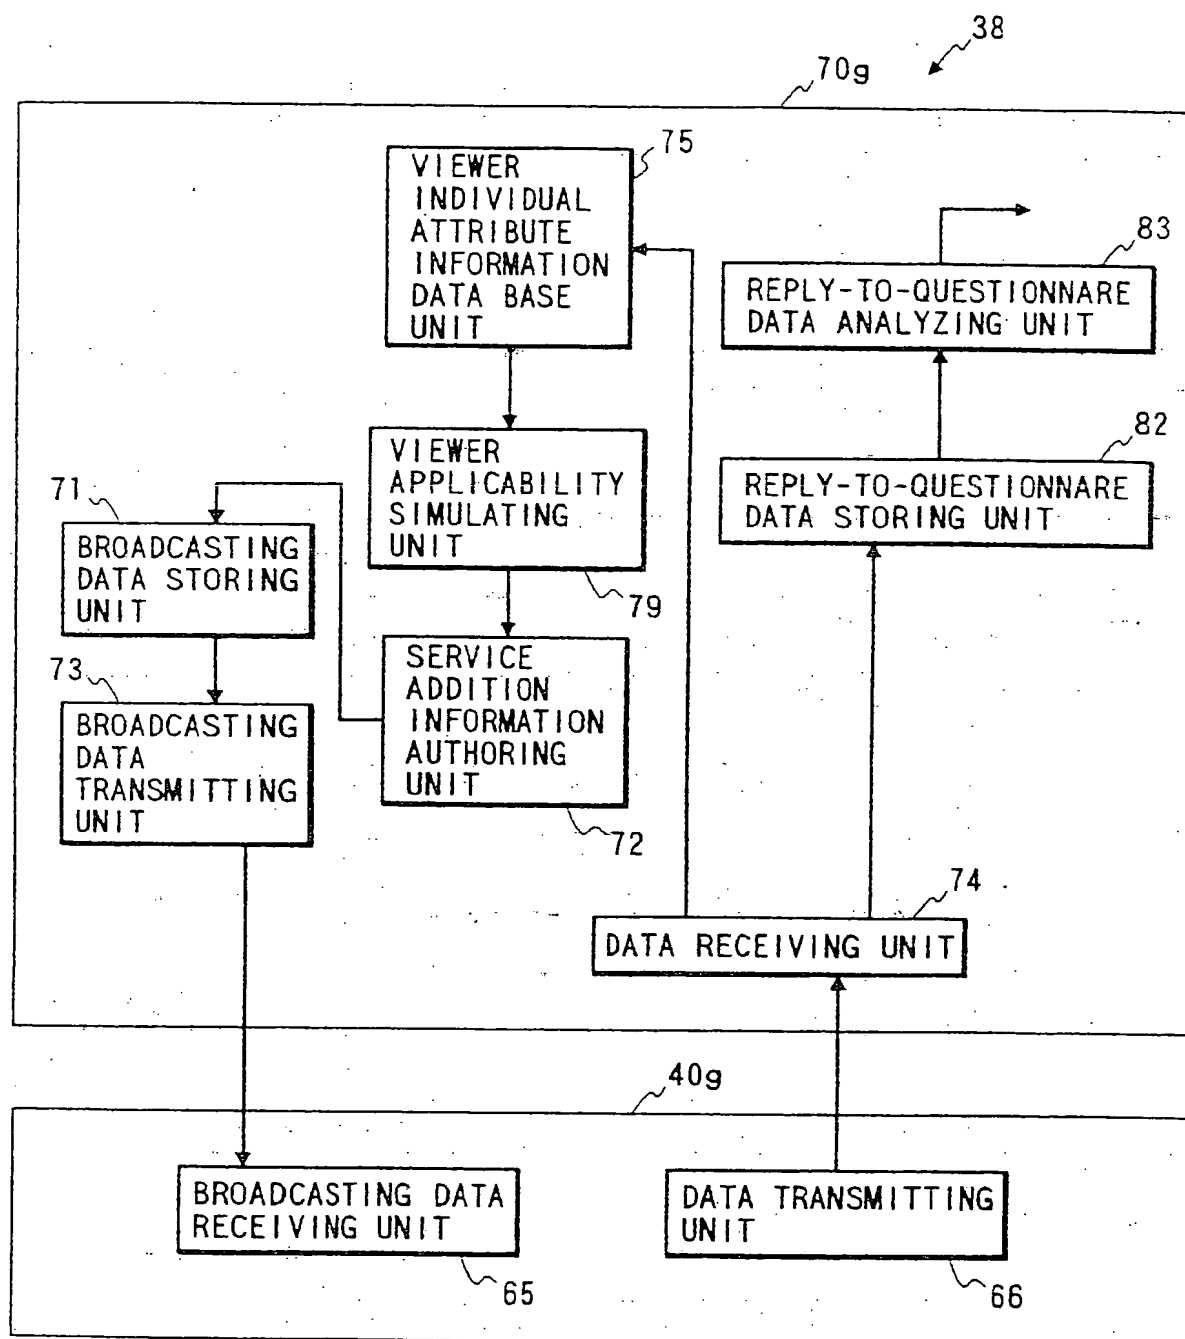 38
70g
75
VIEWER
INDIVIDUAL
ATTRIBUTE
INFORMATION
DATA BASE
UNIT
83
REPLY-TO-QUESTIONNARE
DATA ANALYZING UNIT
82
REPLY-TO-QUESTIONNARE
DATA STORING UNIT
VIEWER
APPLICABILITY
SIMULATING
UNIT
79
71
BROADCASTING
DATA STORING
UNIT
73
BROADCASTING
DATA
TRANSMITTING
UNIT
SERVICE
ADDITION
INFORMATION
AUTHORING
UNIT
72
74
DATA RECEIVING UNIT
40g
BROADCASTING DATA
RECEIVING UNIT
65
DATA TRANSMITTING
UNIT
66